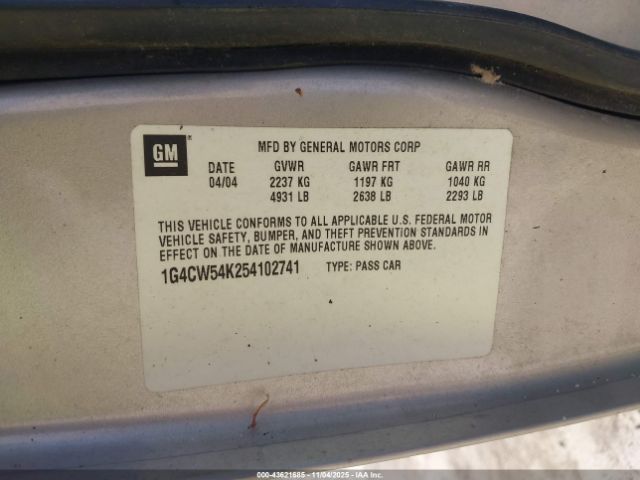 GM
MFD BY GENERAL MOTORS CORP
DATE GVWR GAWR FRT GAWR RR
04/04 2237 KG 1197 KG 1040 KG
4931 LB 2638 LB 2293 LB
THIS VEHICLE CONFORMS TO ALL APPLICABLE U.S. FEDERAL MOTOR
VEHICLE SAFETY, BUMPER, AND THEFT PREVENTION STANDARDS IN
EFFECT ON THE DATE OF MANUFACTURE SHOWN ABOVE.
1G4CW54K254102741 TYPE: PASS CAR
000-43621685 - 11/04/2025 - IAAI.COM